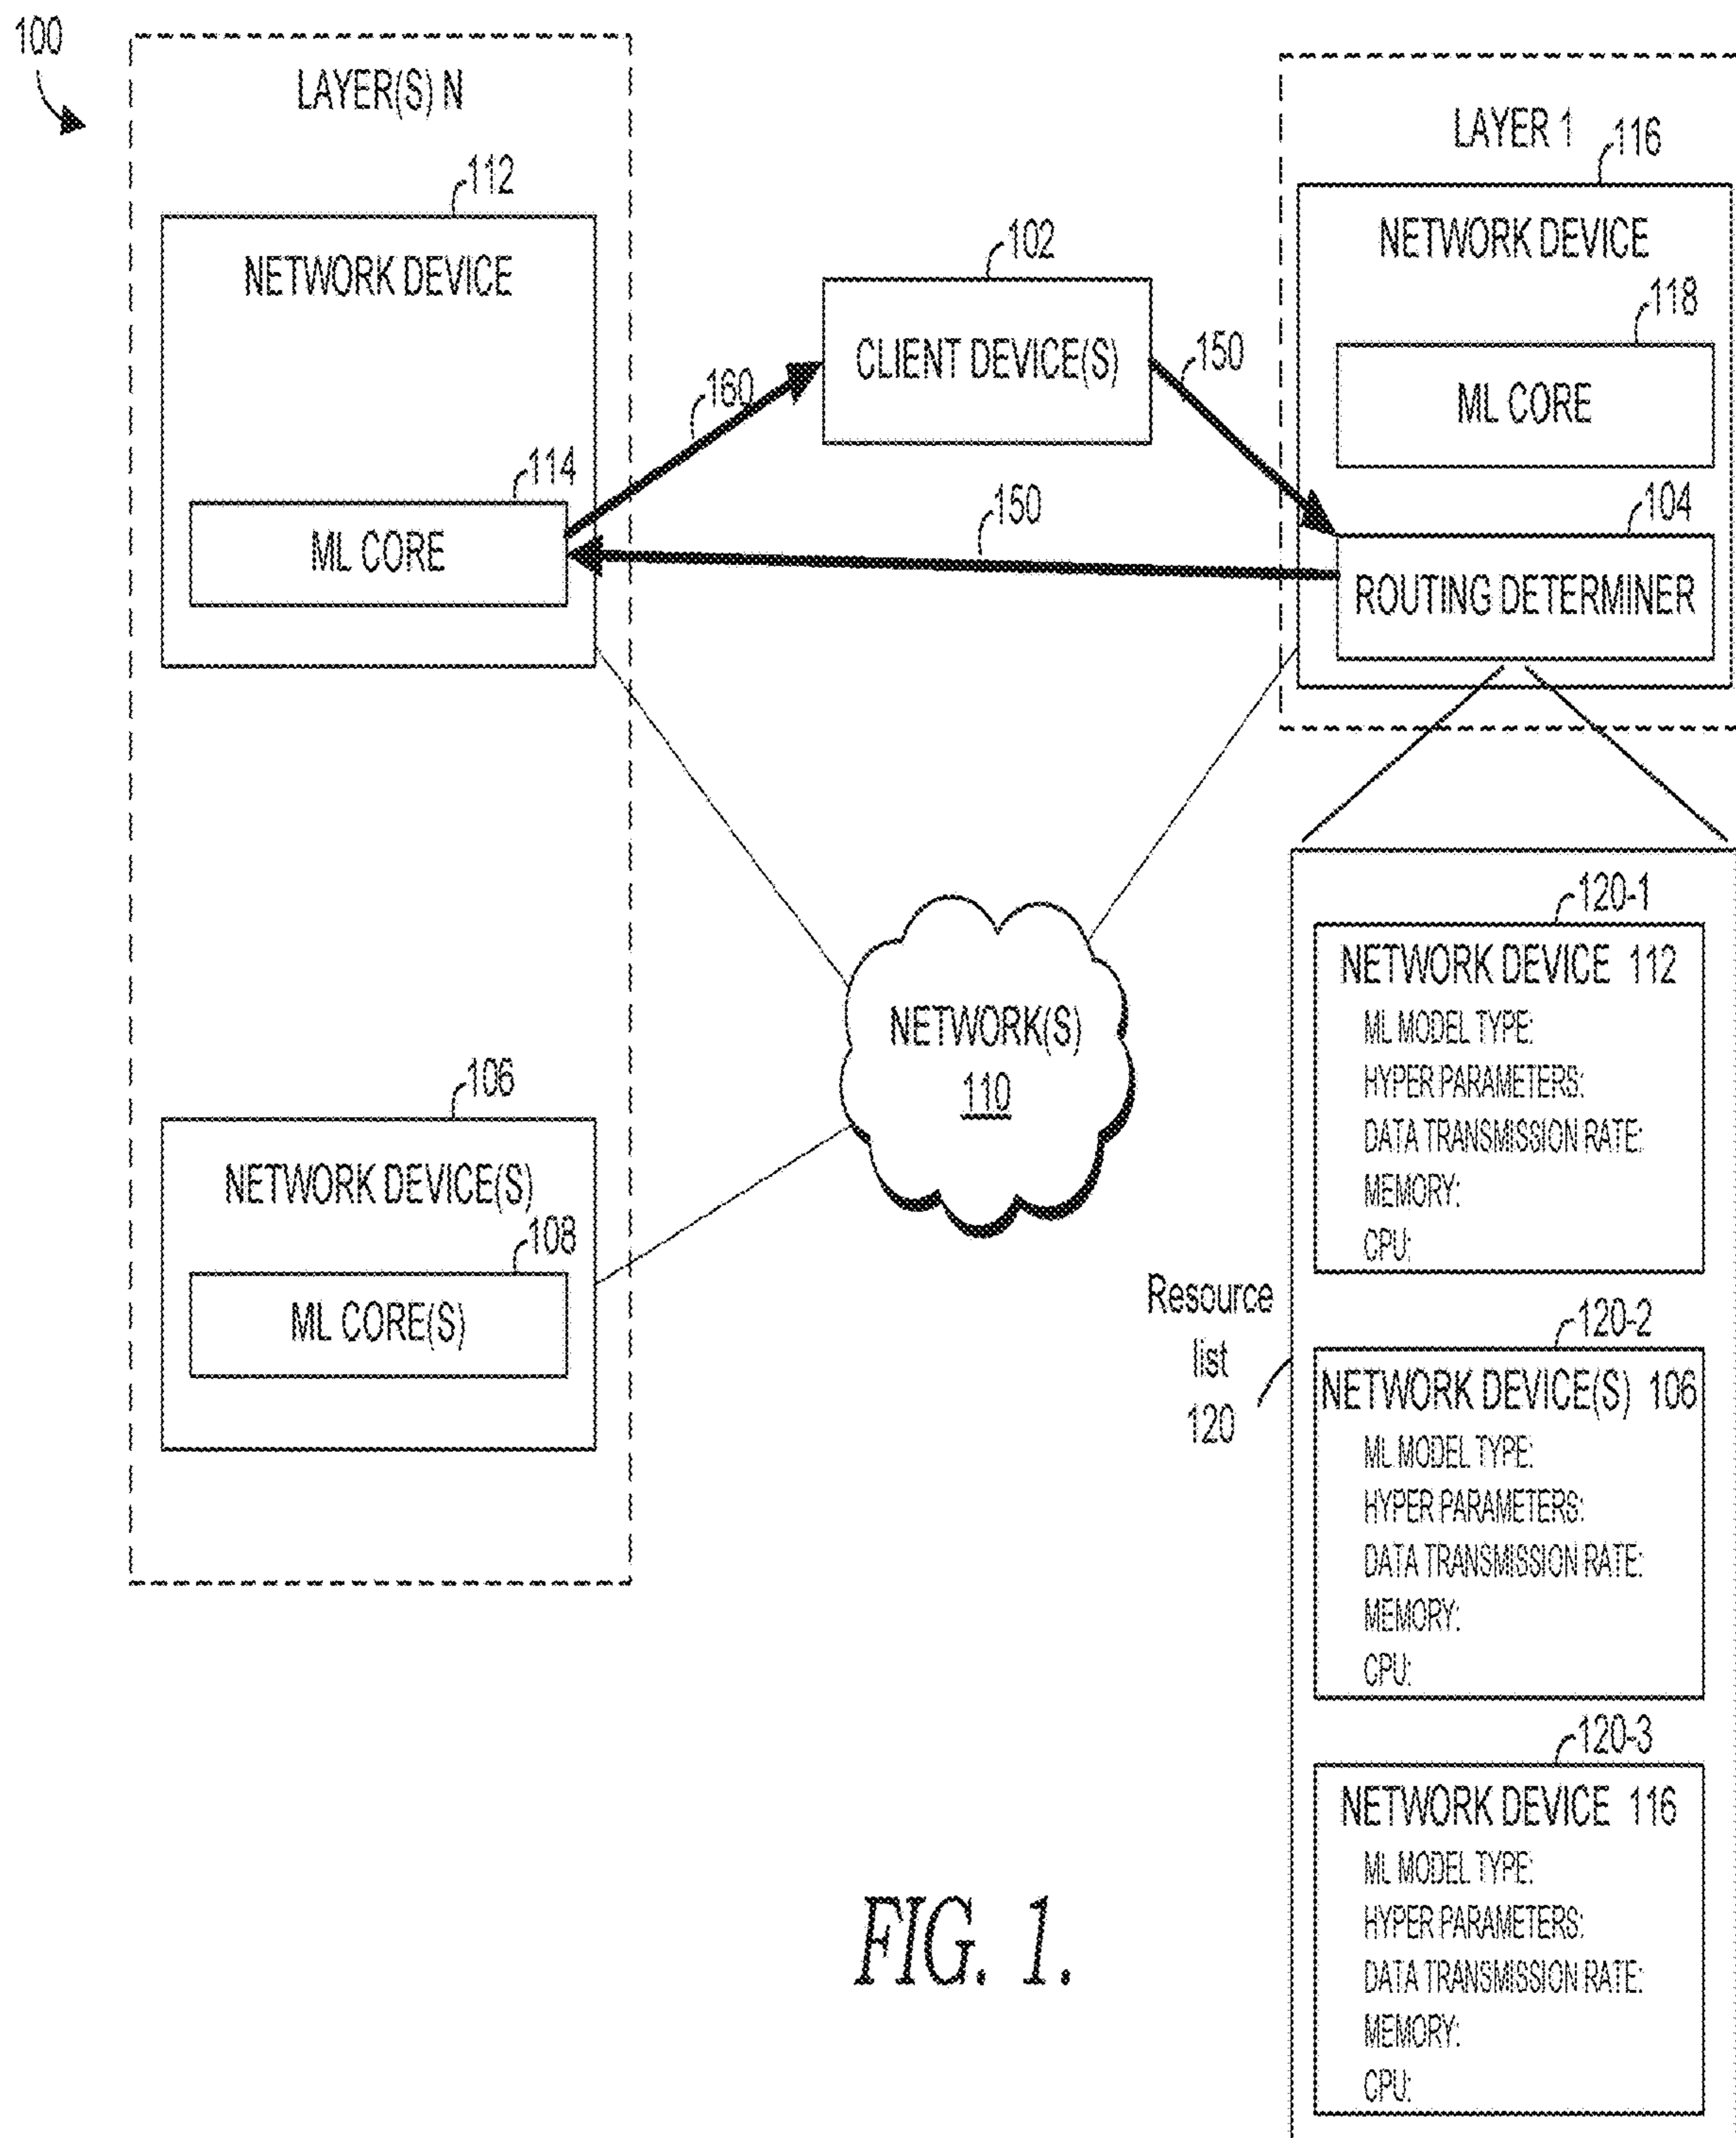 100
LAYER(S) N
112
NETWORK DEVICE
114
ML CORE
106
NETWORK DEVICE(S)
108
ML CORE(S)
102
CLIENT DEVICE(S)
160
150
150
NETWORK(S)
110
LAYER 1
116
NETWORK DEVICE
118
ML CORE
104
ROUTING DETERMINER
Resource
list
120
120-1
NETWORK DEVICE 112
ML MODEL TYPE:
HYPER PARAMETERS:
DATA TRANSMISSION RATE:
MEMORY:
CPU:
120-2
NETWORK DEVICE(S) 106
ML MODEL TYPE:
HYPER PARAMETERS:
DATA TRANSMISSION RATE:
MEMORY:
CPU:
120-3
NETWORK DEVICE 116
ML MODEL TYPE:
HYPER PARAMETERS:
DATA TRANSMISSION RATE:
MEMORY:
CPU:
FIG. 1.